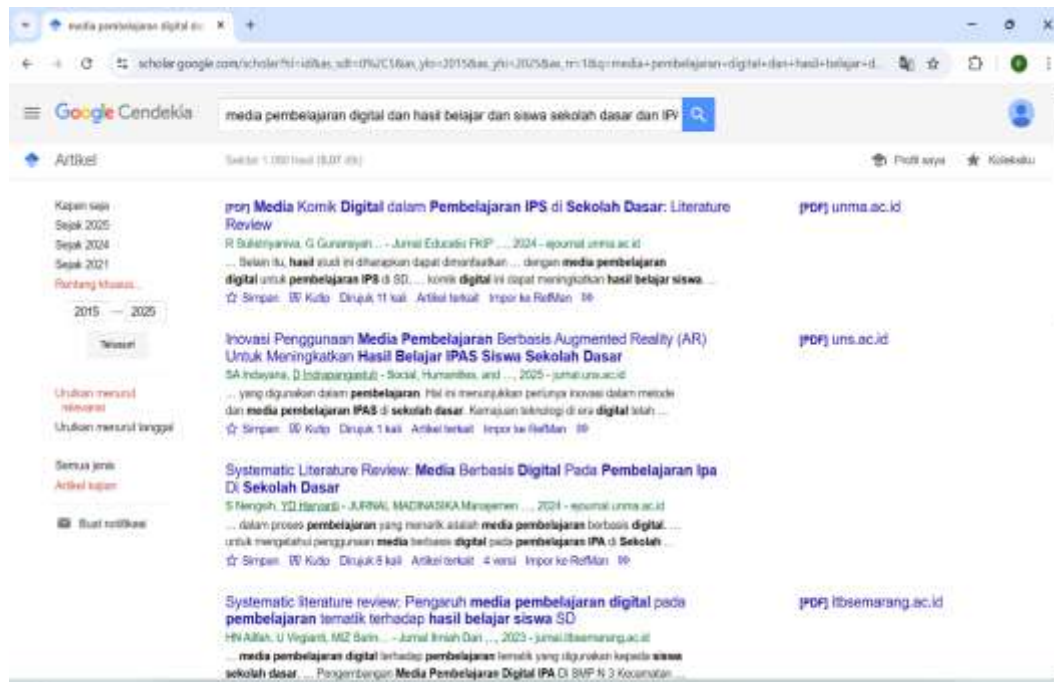 media pembelajaran digital da
scholar.google.com/scholar?hl=id&as_sdt=0%2C5&as_ylo=2015&as_yhi=2025&as_rr=1&q=media+pembelajaran+digital+dan+hasil+belajar+d...
Google Cendekia
media pembelajaran digital dan hasil belajar dan siswa sekolah dasar dan IPA
Artikel
Sekitar 1.080 hasil (0,07 dtk)
Profil saya
Koleksiku
Kapan saja
Sejak 2025
Sejak 2024
Sejak 2021
Rentang khusus...
2015 — 2025
Telusuri
Urutkan menurut
relevansi
Urutkan menurut tanggal
Semua jenis
Artikel kajian
Buat notifikasi
[PDF] Media Komik Digital dalam Pembelajaran IPS di Sekolah Dasar: Literature
Review
R Sulistriyaniva, G Gunansyah... - Jurnal Educatio FKIP ..., 2024 - ejournal.unma.ac.id
... Selain itu, hasil studi ini diharapkan dapat dimanfaatkan ... dengan media pembelajaran
digital untuk pembelajaran IPS di SD. ... komik digital ini dapat meningkatkan hasil belajar siswa ...
Simpan Kutip Dirujuk 11 kali Artikel terkait Impor ke RefMan
[PDF] unma.ac.id
Inovasi Penggunaan Media Pembelajaran Berbasis Augmented Reality (AR)
Untuk Meningkatkan Hasil Belajar IPAS Siswa Sekolah Dasar
SA Indayana, D Indrapangastuti - Social, Humanities, and ..., 2025 - jurnal.uns.ac.id
... yang digunakan dalam pembelajaran. Hal ini menunjukkan perlunya inovasi dalam metode
dan media pembelajaran IPAS di sekolah dasar. Kemajuan teknologi di era digital telah ...
Simpan Kutip Dirujuk 1 kali Artikel terkait Impor ke RefMan
[PDF] uns.ac.id
Systematic Literature Review: Media Berbasis Digital Pada Pembelajaran Ipa
Di Sekolah Dasar
S Nengsih, YD Haryanti - JURNAL MADINASIKA Manajemen ..., 2024 - ejournal.unma.ac.id
... dalam proses pembelajaran yang menarik adalah media pembelajaran berbasis digital. ...
untuk mengetahui penggunaan media berbasis digital pada pembelajaran IPA di Sekolah ...
Simpan Kutip Dirujuk 6 kali Artikel terkait 4 versi Impor ke RefMan
Systematic literature review: Pengaruh media pembelajaran digital pada
pembelajaran tematik terhadap hasil belajar siswa SD
HN Alifah, U Virgianti, MIZ Sarin... - Jurnal Ilmiah Dan ..., 2023 - jurnal.itbsemarang.ac.id
... media pembelajaran digital terhadap pembelajaran tematik yang digunakan kepada siswa
sekolah dasar. ... Pengembangan Media Pembelajaran Digital IPA Di SMP N 3 Kecamatan ...
[PDF] itbsemarang.ac.id